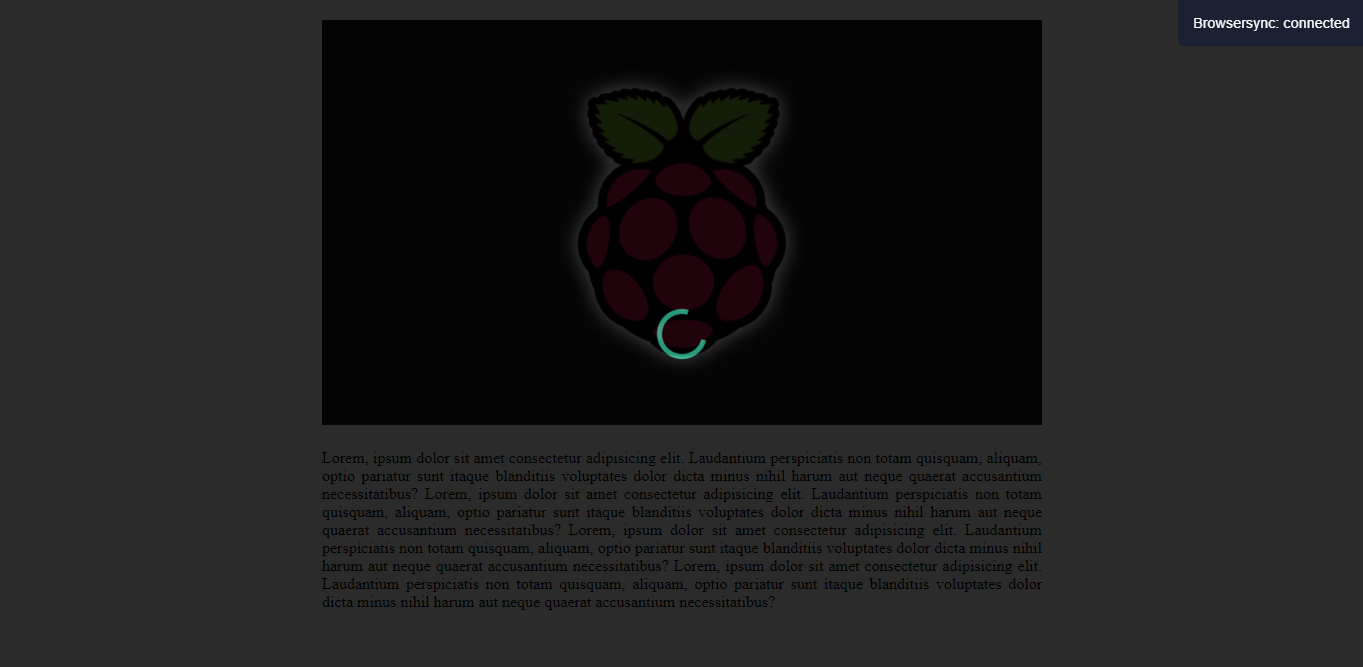 Browsersync: connected
Lorem, ipsum dolor sit amet consectetur adipisicing elit. Laudantium perspiciatis non totam quisquam, aliquam,
optio pariatur sunt itaque blanditiis voluptates dolor dicta minus nihil harum aut neque quaerat accusantium
necessitatibus? Lorem, ipsum dolor sit amet consectetur adipisicing elit. Laudantium perspiciatis non totam
quisquam, aliquam, optio pariatur sunt itaque blanditiis voluptates dolor dicta minus nihil harum aut neque
quaerat accusantium necessitatibus? Lorem, ipsum dolor sit amet consectetur adipisicing elit. Laudantium
perspiciatis non totam quisquam, aliquam, optio pariatur sunt itaque blanditiis voluptates dolor dicta minus nihil
harum aut neque quaerat accusantium necessitatibus? Lorem, ipsum dolor sit amet consectetur adipisicing elit.
Laudantium perspiciatis non totam quisquam, aliquam, optio pariatur sunt itaque blanditiis voluptates dolor
dicta minus nihil harum aut neque quaerat accusantium necessitatibus?